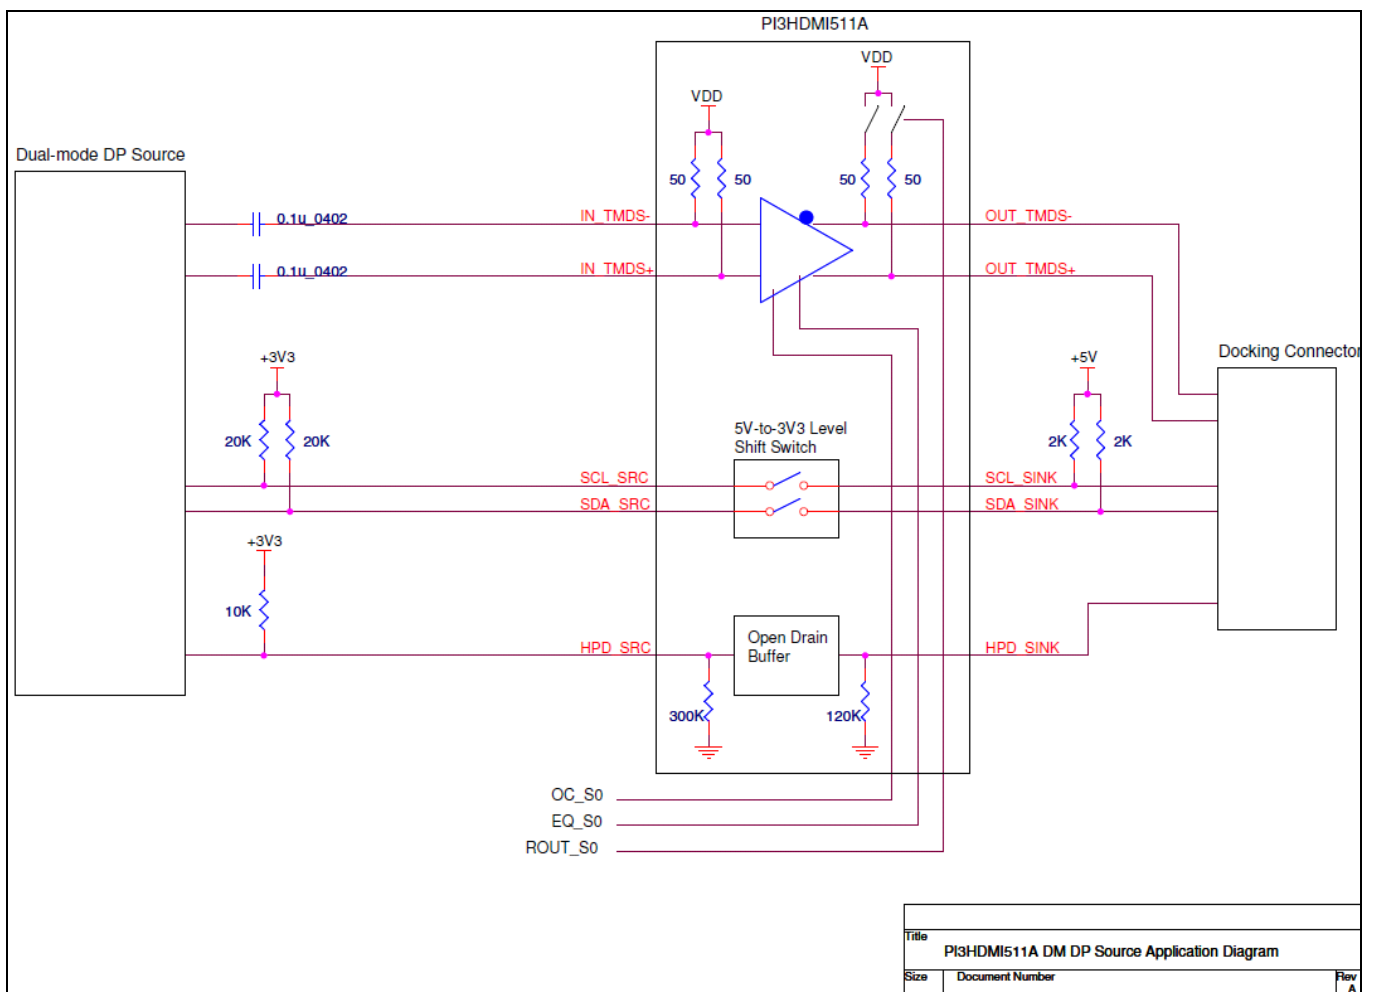 PI3HDMI511A
VDD
VDD
Dual-mode DP Source
50
50
50
50
0.1u_0402
IN_TMDS-
OUT_TMDS-
0.1u_0402
IN_TMDS+
OUT_TMDS+
+3V3
+5V
Docking Connector
20K
20K
5V-to-3V3 Level
Shift Switch
2K
2K
SCL_SRC
SCL_SINK
SDA_SRC
SDA_SINK
+3V3
10K
Open Drain
Buffer
HPD_SRC
HPD_SINK
300K
120K
OC_S0
EQ_S0
ROUT_S0
Title
PI3HDMI511A DM DP Source Application Diagram
Size
Document Number
Rev
A